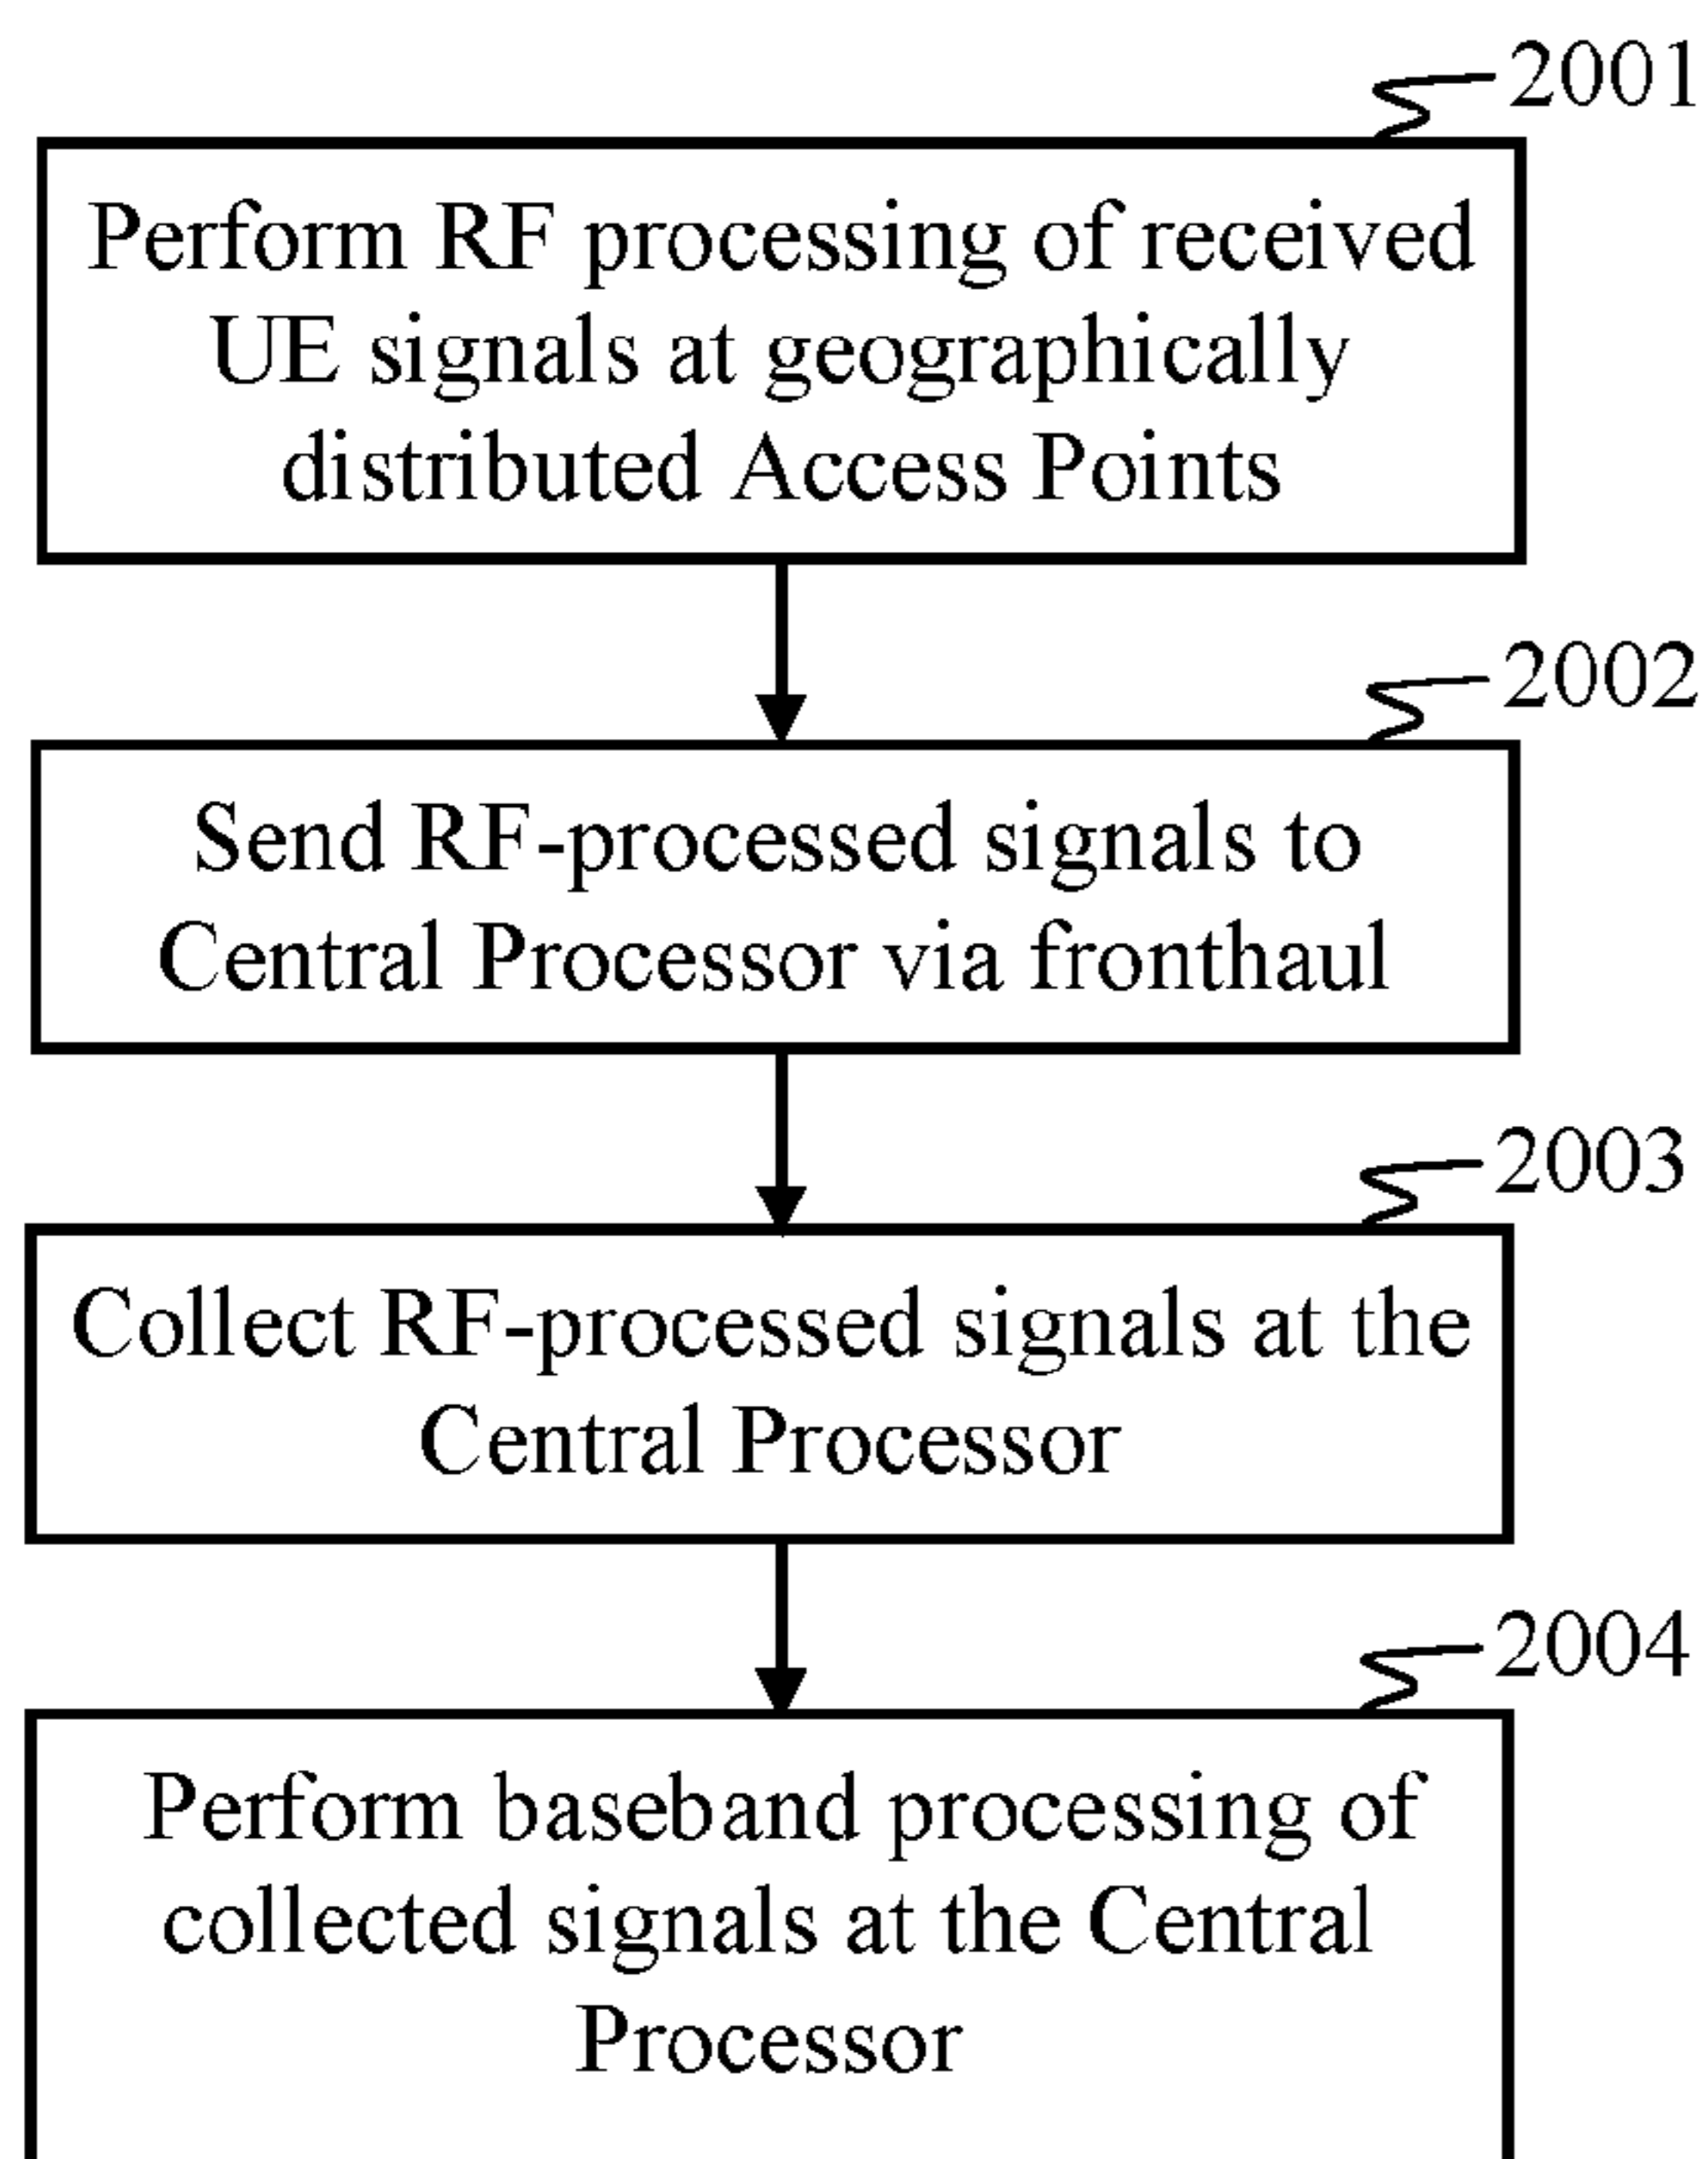 2001
Perform RF processing of received
UE signals at geographically
distributed Access Points
2002
Send RF-processed signals to
Central Processor via fronthaul
2003
Collect RF-processed signals at the
Central Processor
2004
Perform baseband processing of
collected signals at the Central
Processor